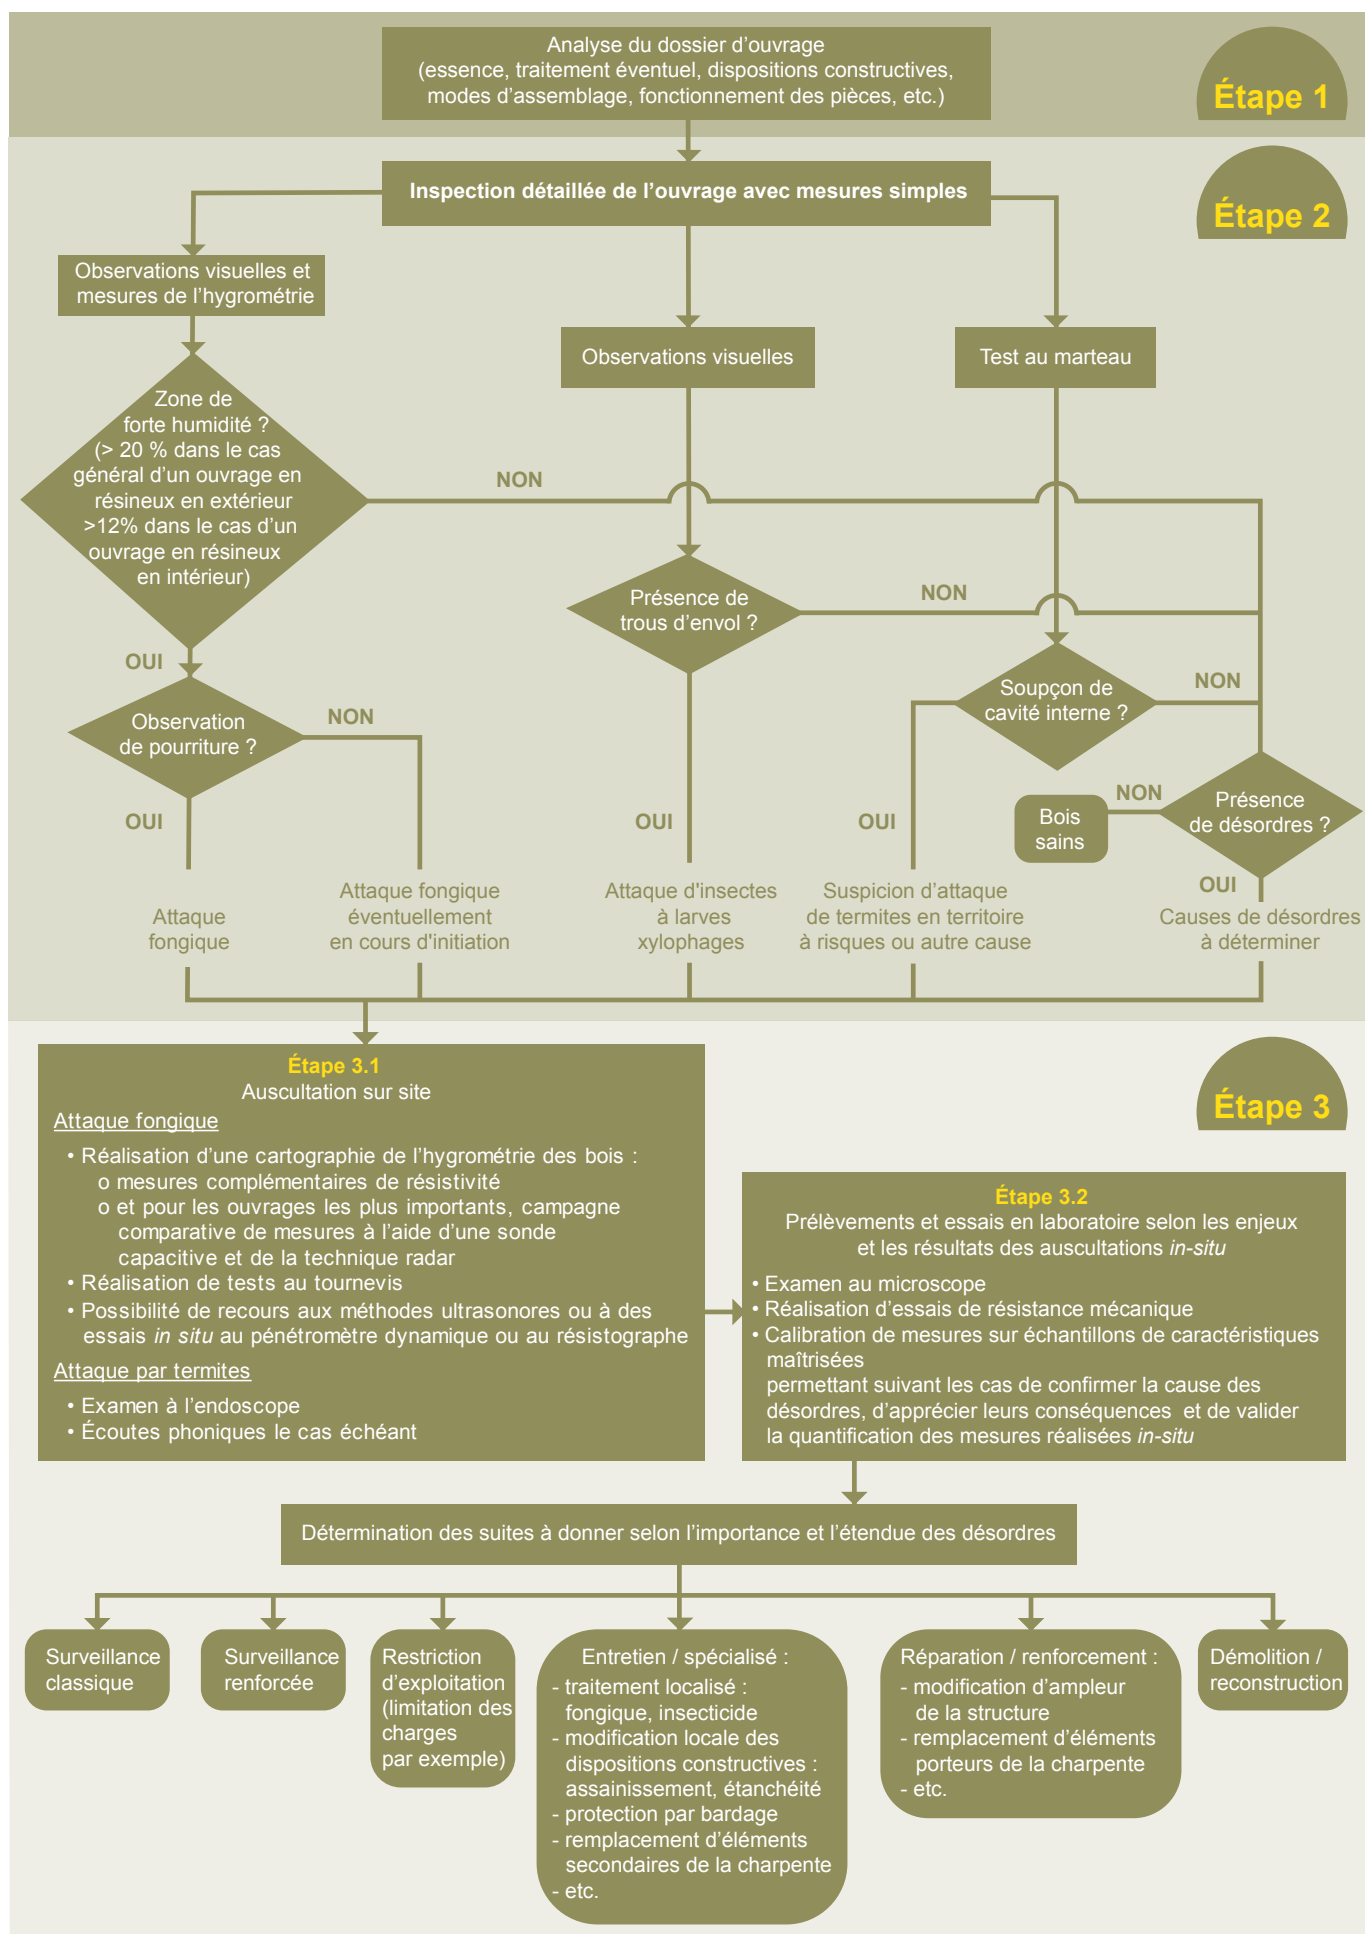 Analyse du dossier d’ouvrage
(essence, traitement éventuel, dispositions constructives,
modes d’assemblage, fonctionnement des pièces, etc.)
Étape 1
Inspection détaillée de l’ouvrage avec mesures simples
Étape 2
Observations visuelles et
mesures de l’hygrométrie
Observations visuelles
Test au marteau
Zone de
forte humidité ?
(> 20 % dans le cas
général d’un ouvrage en
résineux en extérieur
>12% dans le cas d’un
ouvrage en résineux
en intérieur)
NON
Présence de
trous d’envol ?
NON
OUI
Soupçon de
cavité interne ?
NON
Observation
de pourriture ?
NON
OUI
OUI
OUI
Bois
sains
NON
Présence
de désordres ?
OUI
Attaque
fongique
Attaque fongique
éventuellement
en cours d'initiation
Attaque d'insectes
à larves
xylophages
Suspicion d’attaque
de termites en territoire
à risques ou autre cause
Causes de désordres
à déterminer
Étape 3
Étape 3.1
Auscultation sur site
Attaque fongique
• Réalisation d’une cartographie de l’hygrométrie des bois :
o mesures complémentaires de résistivité
o et pour les ouvrages les plus importants, campagne
comparative de mesures à l’aide d’une sonde
capacitive et de la technique radar
• Réalisation de tests au tournevis
• Possibilité de recours aux méthodes ultrasonores ou à des
essais in situ au pénétromètre dynamique ou au résistographe
Attaque par termites
• Examen à l’endoscope
• Écoutes phoniques le cas échéant
Étape 3.2
Prélèvements et essais en laboratoire selon les enjeux
et les résultats des auscultations in-situ
• Examen au microscope
• Réalisation d’essais de résistance mécanique
• Calibration de mesures sur échantillons de caractéristiques
maîtrisées
permettant suivant les cas de confirmer la cause des
désordres, d’apprécier leurs conséquences et de valider
la quantification des mesures réalisées in-situ
Détermination des suites à donner selon l’importance et l’étendue des désordres
Surveillance
classique
Surveillance
renforcée
Restriction
d’exploitation
(limitation des
charges
par exemple)
Entretien / spécialisé :
- traitement localisé :
fongique, insecticide
- modification locale des
dispositions constructives :
assainissement, étanchéité
- protection par bardage
- remplacement d’éléments
secondaires de la charpente
- etc.
Réparation / renforcement :
- modification d’ampleur
de la structure
- remplacement d’éléments
porteurs de la charpente
- etc.
Démolition /
reconstruction